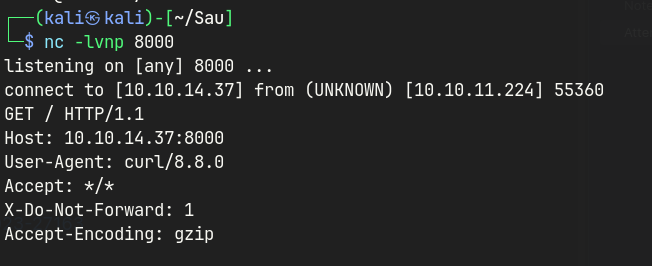 (kali㉿kali)-[~/Sau]
$ nc -lvnp 8000
listening on [any] 8000 ...
connect to [10.10.14.37] from (UNKNOWN) [10.10.11.224] 55360
GET / HTTP/1.1
Host: 10.10.14.37:8000
User-Agent: curl/8.8.0
Accept: */*
X-Do-Not-Forward: 1
Accept-Encoding: gzip